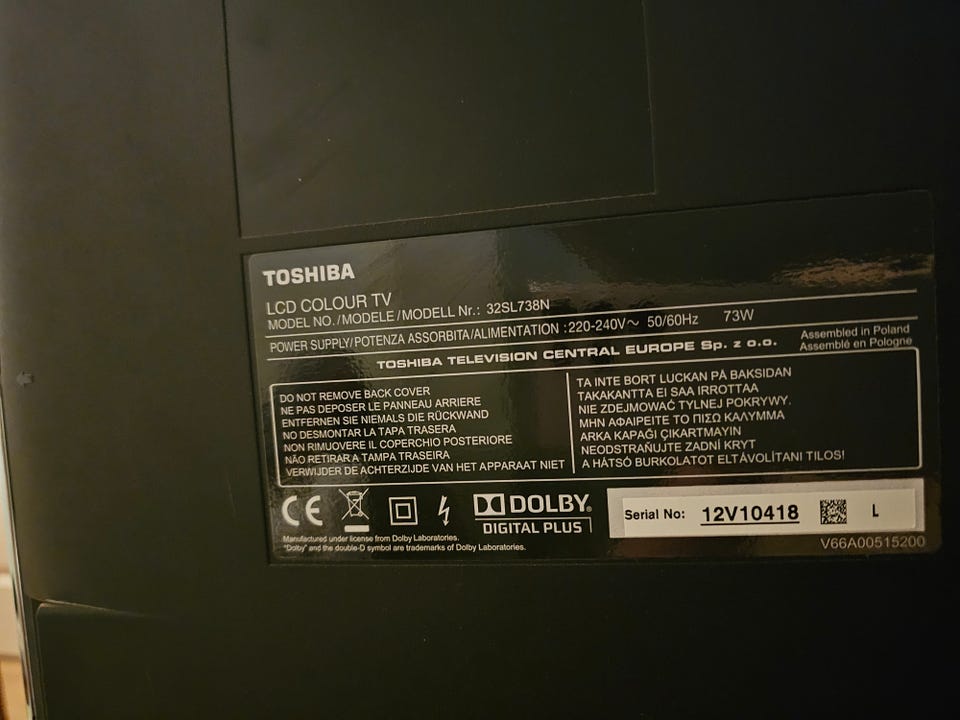 TOSHIBA
LCD COLOUR TV
MODEL NO./MODELE/MODELL Nr.: 32SL738N
POWER SUPPLY/POTENZA ASSORBITA/ALIMENTATION :220-240V~ 50/60Hz 73W
TOSHIBA TELEVISION CENTRAL EUROPE Sp. z o.o.
Assembled in Poland
Assemblé en Pologne
DO NOT REMOVE BACK COVER
NE PAS DEPOSER LE PANNEAU ARRIERE
ENTFERNEN SIE NIEMALS DIE RÜCKWAND
NO DESMONTAR LA TAPA TRASERA
NON RIMUOVERE IL COPERCHIO POSTERIORE
NÃO RETIRAR A TAMPA TRASEIRA
VERWIJDER DE ACHTERZIJDE VAN HET APPARAAT NIET
TA INTE BORT LUCKAN PÅ BAKSIDAN
TAKAKANTTA EI SAA IRROTTAA
NIE ZDEJMOWAĆ TYLNEJ POKRYWY.
ΜΗΝ ΑΦΑΙΡΕΙΤΕ ΤΟ ΠΙΣΩ ΚΑΛΥΜΜΑ
ARKA KAPAĞI ÇIKARTMAYIN
NEODSTRAŇUJTE ZADNÍ KRYT
A HÁTSÓ BURKOLATOT ELTÁVOLÍTANI TILOS!
CE
DOLBY
DIGITAL PLUS
Manufactured under license from Dolby Laboratories.
"Dolby" and the double-D symbol are trademarks of Dolby Laboratories.
Serial No: 12V10418 L
V66A00515200